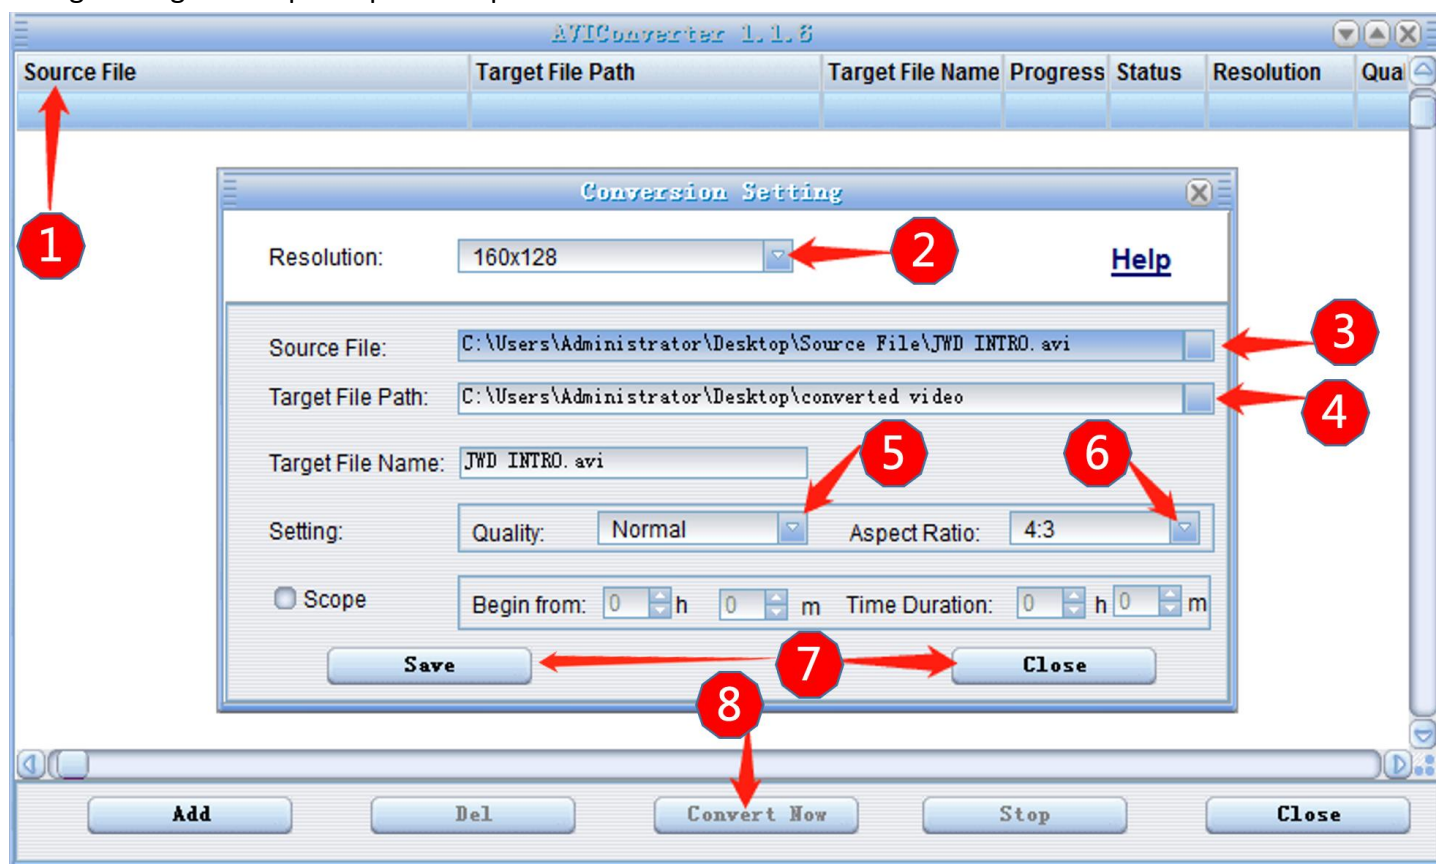 AVIConverter 1.1.6
Source File Target File Path Target File Name Progress Status Resolution Qua
1
Conversion Setting
Resolution: 160x128 2 Help
3
Source File: C:\Users\Administrator\Desktop\Source File\JWD INTRO.avi
Target File Path: C:\Users\Administrator\Desktop\converted video
4
5 6
Target File Name: JWD INTRO.avi
Setting: Quality: Normal Aspect Ratio: 4:3
Scope Begin from: 0 h 0 m Time Duration: 0 h 0 m
Save 7 Close
8
Add Del Convert Now Stop Close